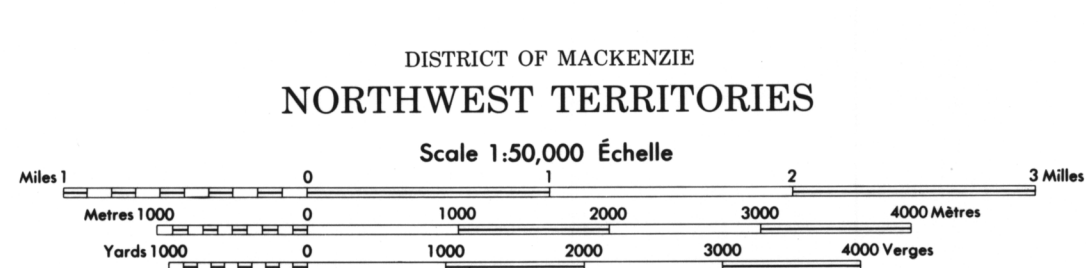 DISTRICT OF MACKENZIE
NORTHWEST TERRITORIES
Scale 1:50,000 Échelle
Miles 1 0 1 2 3 Milles
Metres 1000 0 1000 2000 3000 4000 Mètres
Yards 1000 0 1000 2000 3000 4000 Verges